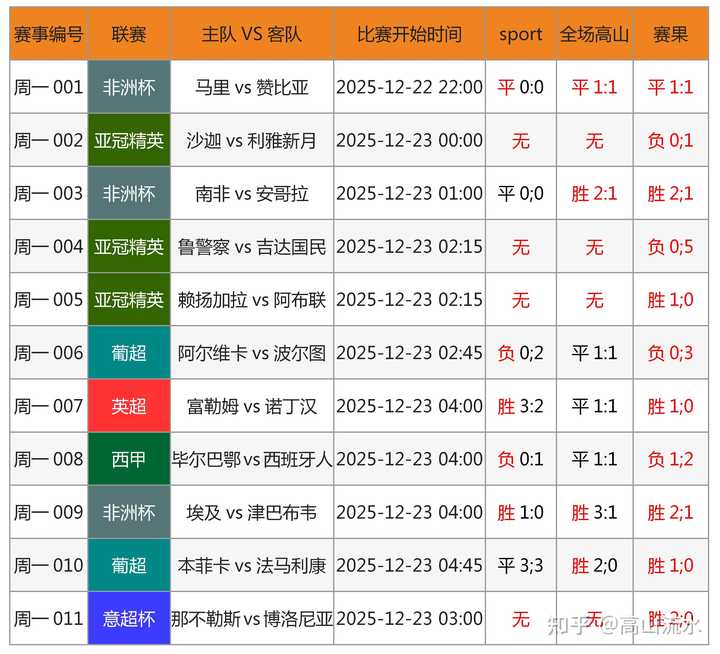 赛事编号 联赛 主队 VS 客队 比赛开始时间 sport 全场高山 赛果
周一 001 非洲杯 马里 vs 赞比亚 2025-12-22 22:00 平 0:0 平 1:1 平 1:1
周一 002 亚冠精英 沙迦 vs 利雅新月 2025-12-23 00:00 无 无 负 0;1
周一 003 非洲杯 南非 vs 安哥拉 2025-12-23 01:00 平 0;0 胜 2:1 胜 2;1
周一 004 亚冠精英 鲁警察 vs 吉达国民 2025-12-23 02:15 无 无 负 0;5
周一 005 亚冠精英 赖扬加拉 vs 阿布联 2025-12-23 02:15 无 无 胜 1;0
周一 006 葡超 阿尔维卡 vs 波尔图 2025-12-23 02:45 负 0;2 平 1:1 负 0;3
周一 007 英超 富勒姆 vs 诺丁汉 2025-12-23 04:00 胜 3:2 平 1:1 胜 1;0
周一 008 西甲 毕尔巴鄂 vs 西班牙人 2025-12-23 04:00 负 0:1 平 1:1 负 1;2
周一 009 非洲杯 埃及 vs 津巴布韦 2025-12-23 04:00 胜 1:0 胜 3:1 胜 2;1
周一 010 葡超 本菲卡 vs 法马利康 2025-12-23 04:45 平 3;3 胜 2;0 胜 1;0
周一 011 意超杯 那不勒斯 vs 博洛尼亚 2025-12-23 03:00 无 无 胜 2;0
知乎 @高山流水